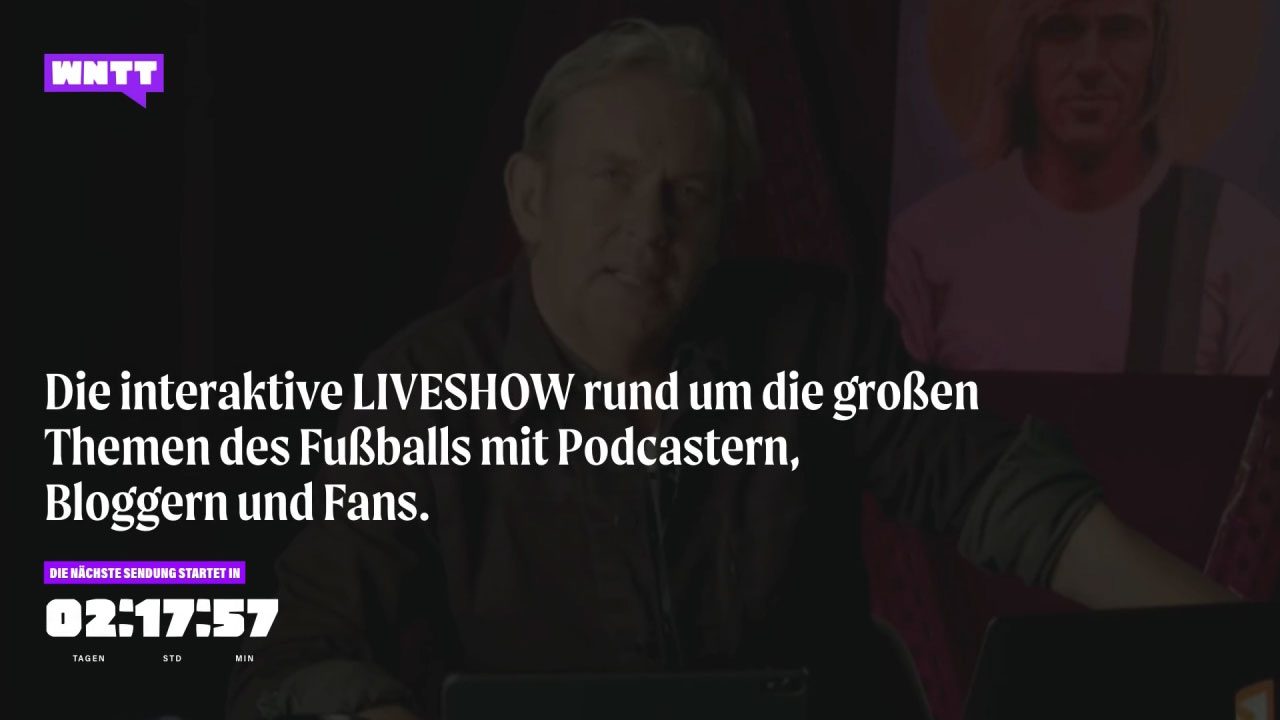 WNTT
Die interaktive LIVESHOW rund um die großen
Themen des Fußballs mit Podcastern,
Bloggern und Fans.
DIE NÄCHSTE SENDUNG STARTET IN
02:17:57
TAGEN STD MIN